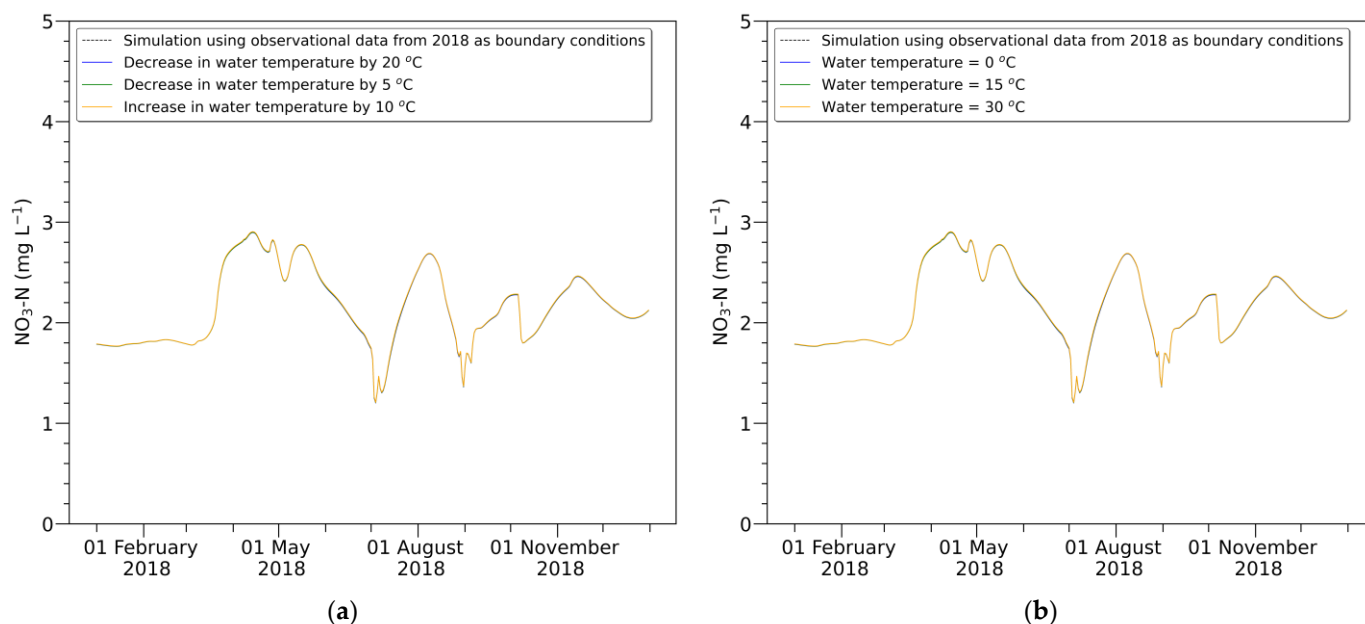 5
4
3
2
1
0
NO₃-N (mg L⁻¹)
Simulation using observational data from 2018 as boundary conditions
Decrease in water temperature by 20 °C
Decrease in water temperature by 5 °C
Increase in water temperature by 10 °C
01 February 2018
01 May 2018
01 August 2018
01 November 2018
(a)
5
4
3
2
1
0
NO₃-N (mg L⁻¹)
Simulation using observational data from 2018 as boundary conditions
Water temperature = 0 °C
Water temperature = 15 °C
Water temperature = 30 °C
01 February 2018
01 May 2018
01 August 2018
01 November 2018
(b)